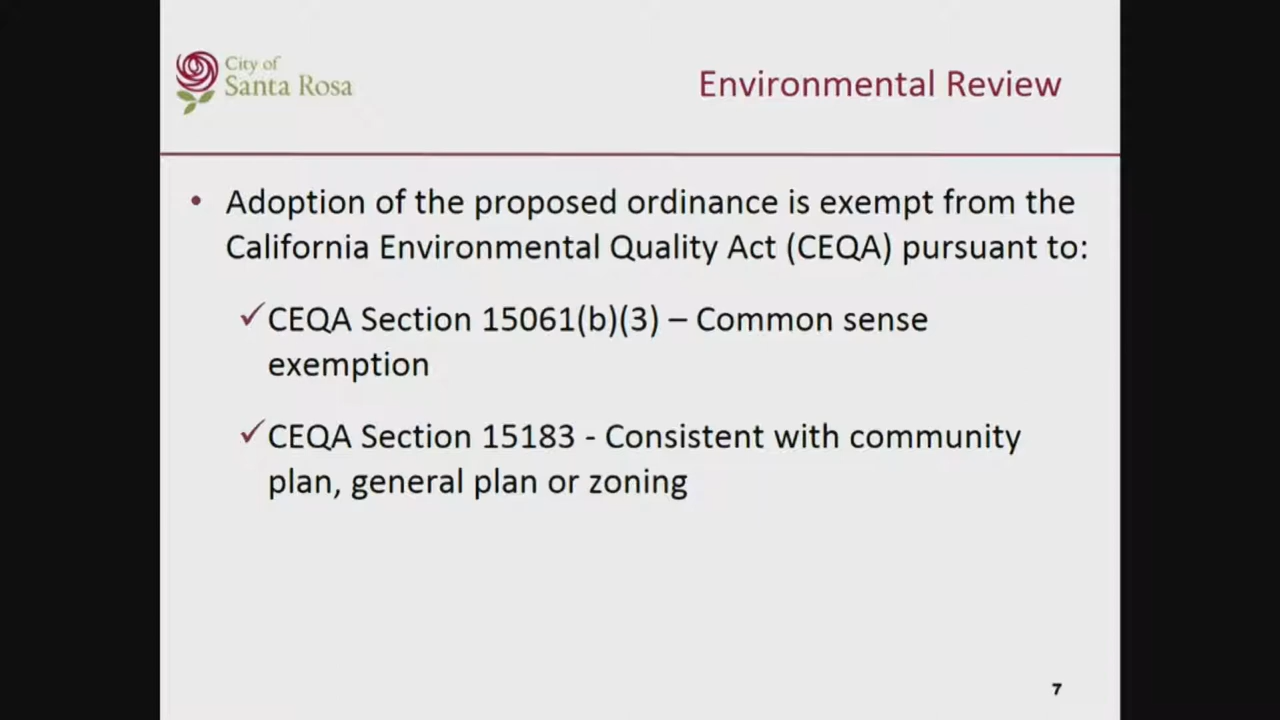 City of
Santa Rosa
Environmental Review
• Adoption of the proposed ordinance is exempt from the
California Environmental Quality Act (CEQA) pursuant to:
✓CEQA Section 15061(b)(3) – Common sense
exemption
✓CEQA Section 15183 - Consistent with community
plan, general plan or zoning
7